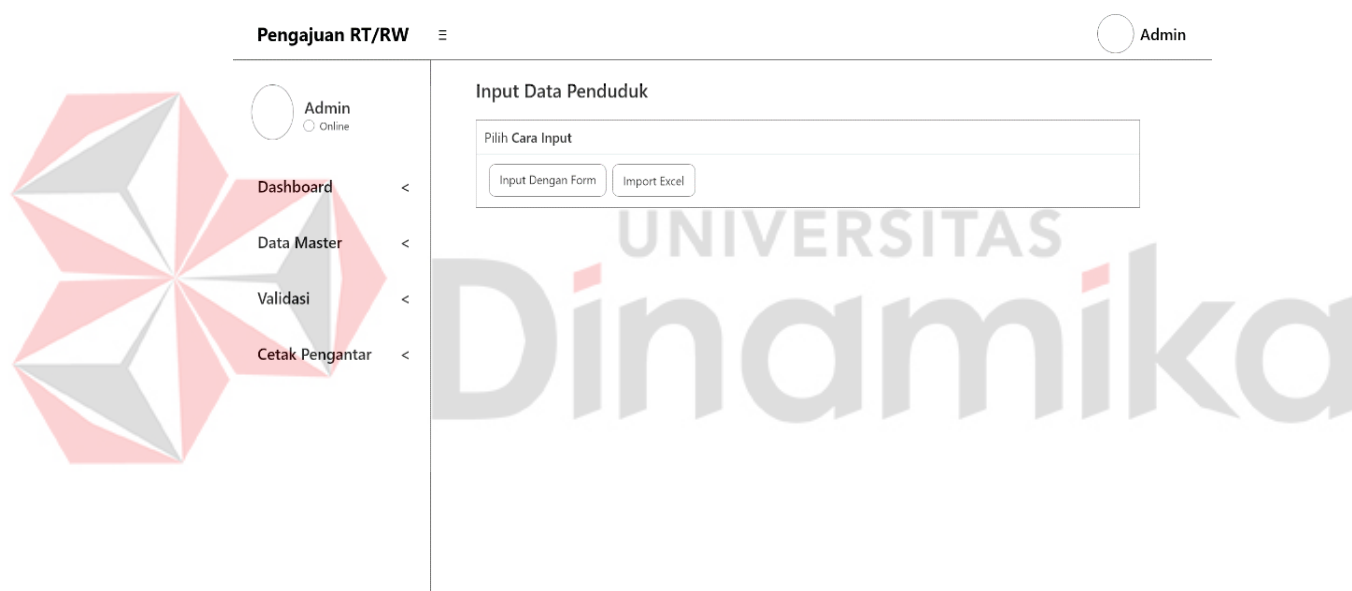 Pengajuan RT/RW ☰ Admin
Admin
Online
Input Data Penduduk
Pilih Cara Input
Input Dengan Form Import Excel
Dashboard <
Data Master <
Validasi <
Cetak Pengantar <
UNIVERSITAS
Dinamika